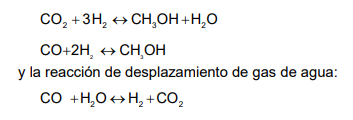 CO₂ +3H₂ ↔CH₃OH+H₂O
CO+2H₂ ↔CH₃OH
y la reacción de desplazamiento de gas de agua:
CO +H₂O↔H₂+CO₂